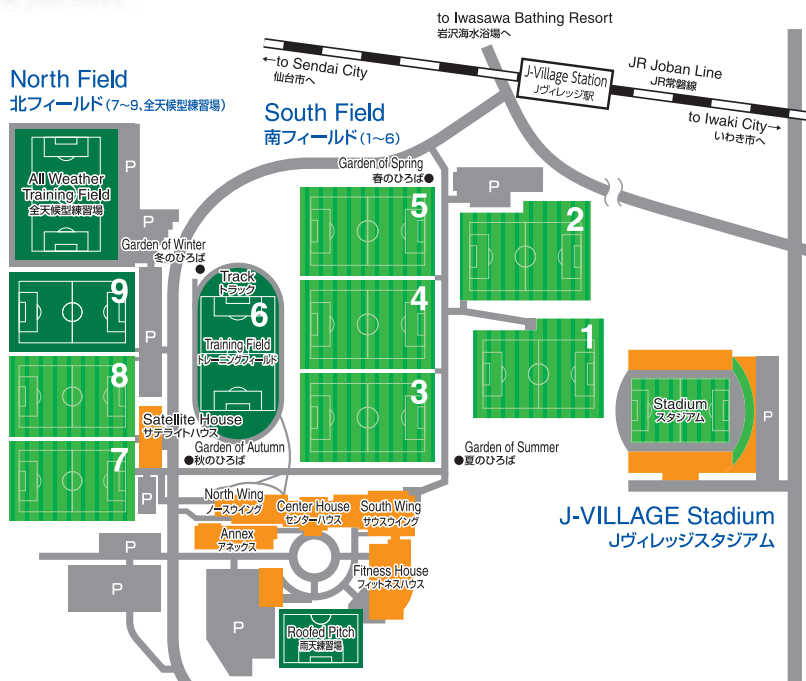 to Iwasawa Bathing Resort
岩沢海水浴場へ
←to Sendai City
仙台市へ
J-Village Station
Jヴィレッジ駅
JR Joban Line
JR常磐線
to Iwaki City→
いわき市へ
North Field
北フィールド(7〜9、全天候型練習場)
South Field
南フィールド(1〜6)
All Weather
Training Field
全天候型練習場
P
P
Garden of Spring
春のひろば
P
5
2
Garden of Winter
冬のひろば
Track
トラック
9
6
4
1
P
Training Field
トレーニングフィールド
8
3
Stadium
スタジアム
P
Satellite House
サテライトハウス
7
Garden of Autumn
秋のひろば
Garden of Summer
夏のひろば
P
North Wing
ノースウイング
Center House
センターハウス
South Wing
サウスウイング
J-VILLAGE Stadium
Jヴィレッジスタジアム
Annex
アネックス
P
P
Fitness House
フィットネスハウス
P
Roofed Pitch
雨天練習場